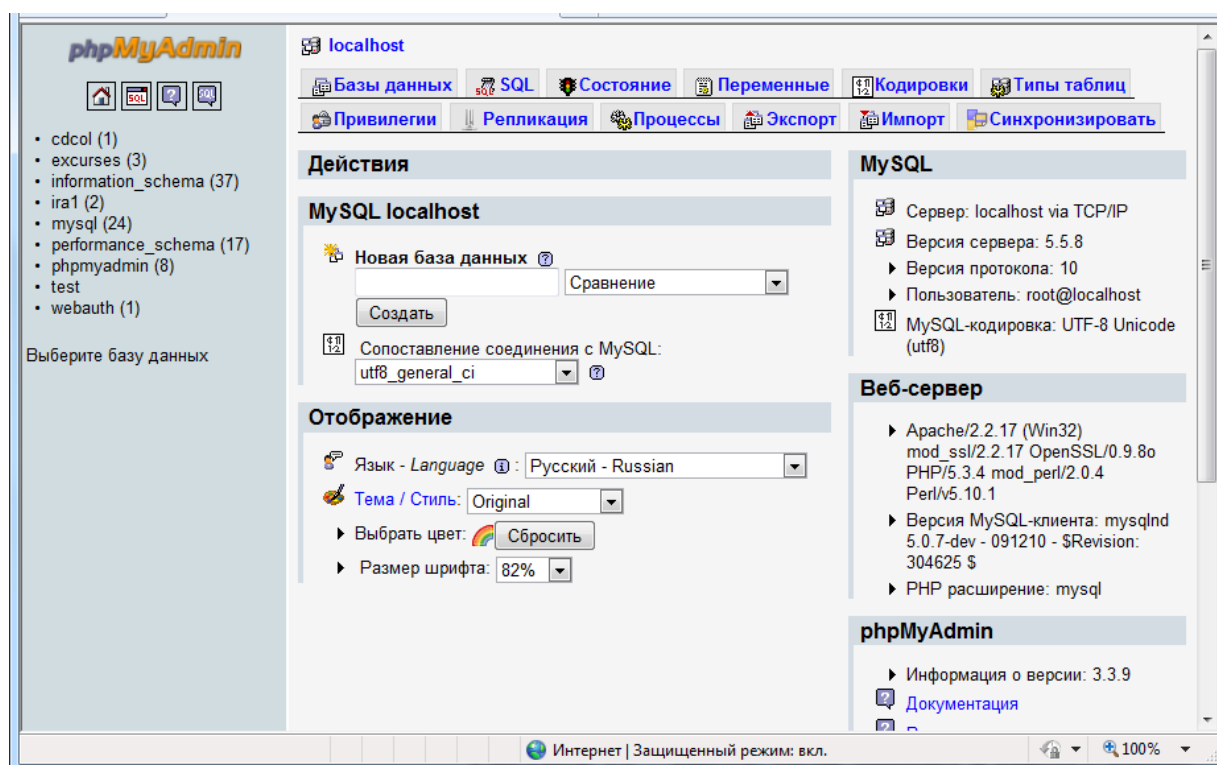 phpMyAdmin
SQL
SQL
cdcol (1)
excurses (3)
information_schema (37)
ira1 (2)
mysql (24)
performance_schema (17)
phpmyadmin (8)
test
webauth (1)
Выберите базу данных
localhost
Базы данных SQL Состояние Переменные Кодировки Типы таблиц
Привилегии Репликация Процессы Экспорт Импорт Синхронизировать
Действия
MySQL localhost
Новая база данных
Сравнение
Создать
Сопоставление соединения с MySQL:
utf8_general_ci
Отображение
Язык - Language : Русский - Russian
Тема / Стиль: Original
Выбрать цвет: Сбросить
Размер шрифта: 82%
MySQL
Сервер: localhost via TCP/IP
Версия сервера: 5.5.8
Версия протокола: 10
Пользователь: root@localhost
MySQL-кодировка: UTF-8 Unicode
(utf8)
Веб-сервер
Apache/2.2.17 (Win32)
mod_ssl/2.2.17 OpenSSL/0.9.8o
PHP/5.3.4 mod_perl/2.0.4
Perl/v5.10.1
Версия MySQL-клиента: mysqlnd
5.0.7-dev - 091210 - $Revision:
304625 $
PHP расширение: mysql
phpMyAdmin
Информация о версии: 3.3.9
Документация
Интернет | Защищенный режим: вкл.
100%